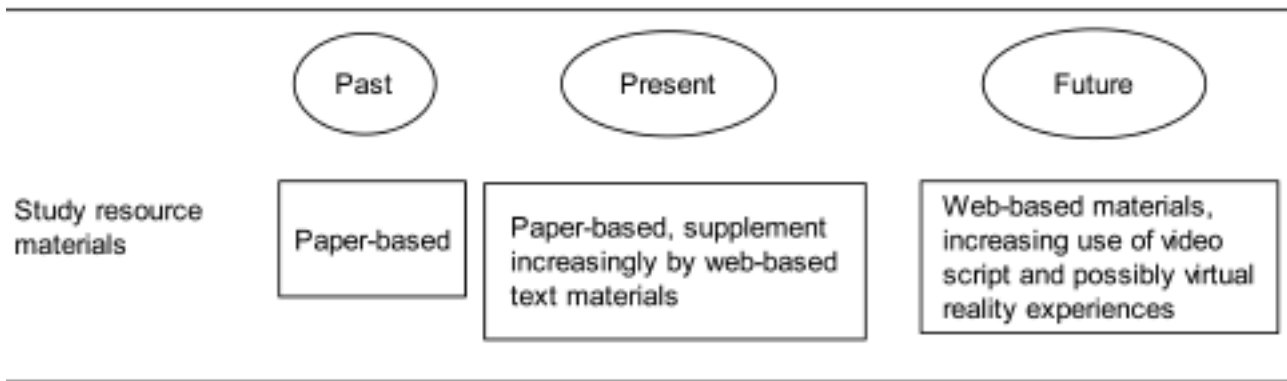 Past
Present
Future
Study resource
materials
Paper-based
Paper-based, supplement
increasingly by web-based
text materials
Web-based materials,
increasing use of video
script and possibly virtual
reality experiences